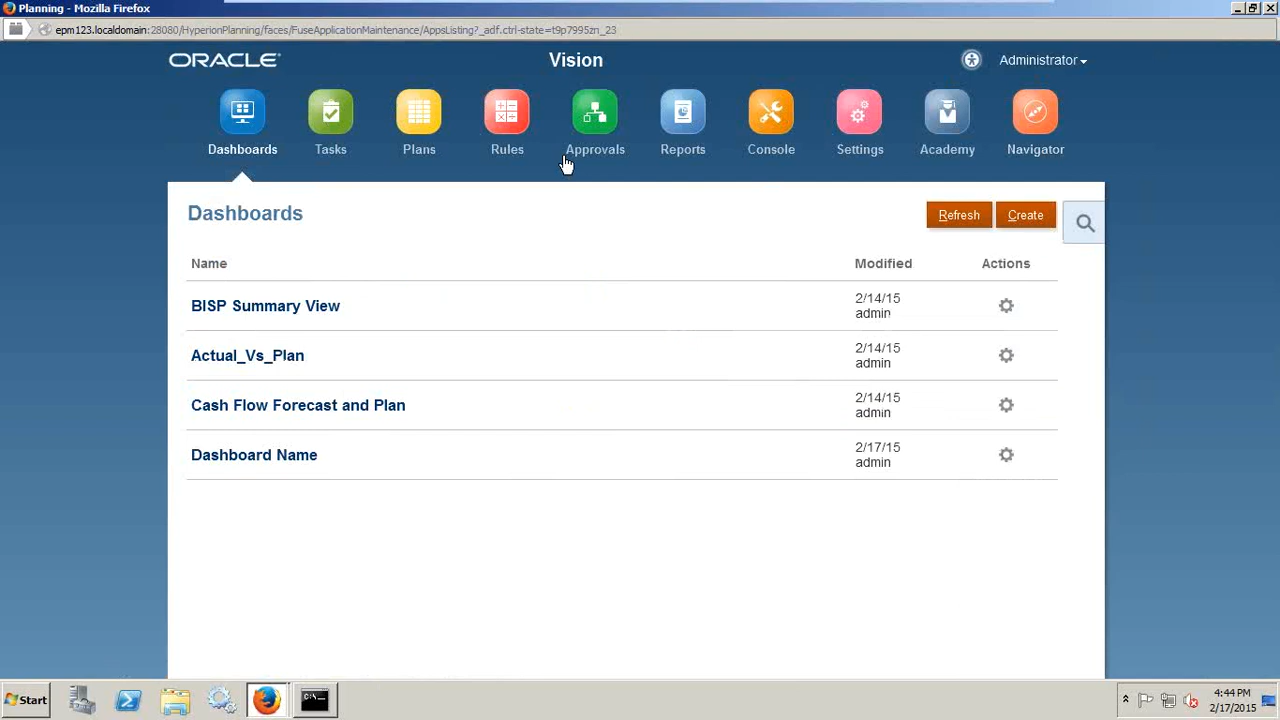 Planning - Mozilla Firefox
epm123.localdomain:28080/HyperionPlanning/faces/FuseApplicationMaintenance/AppsListing?_adf.ctrl-state=t9p7995zn_23
ORACLE Vision Administrator
Dashboards Tasks Plans Rules Approvals Reports Console Settings Academy Navigator
Dashboards Refresh Create
Name Modified Actions
BISP Summary View 2/14/15
admin
Actual_Vs_Plan 2/14/15
admin
Cash Flow Forecast and Plan 2/14/15
admin
Dashboard Name 2/17/15
admin
Start 4:44 PM
2/17/2015